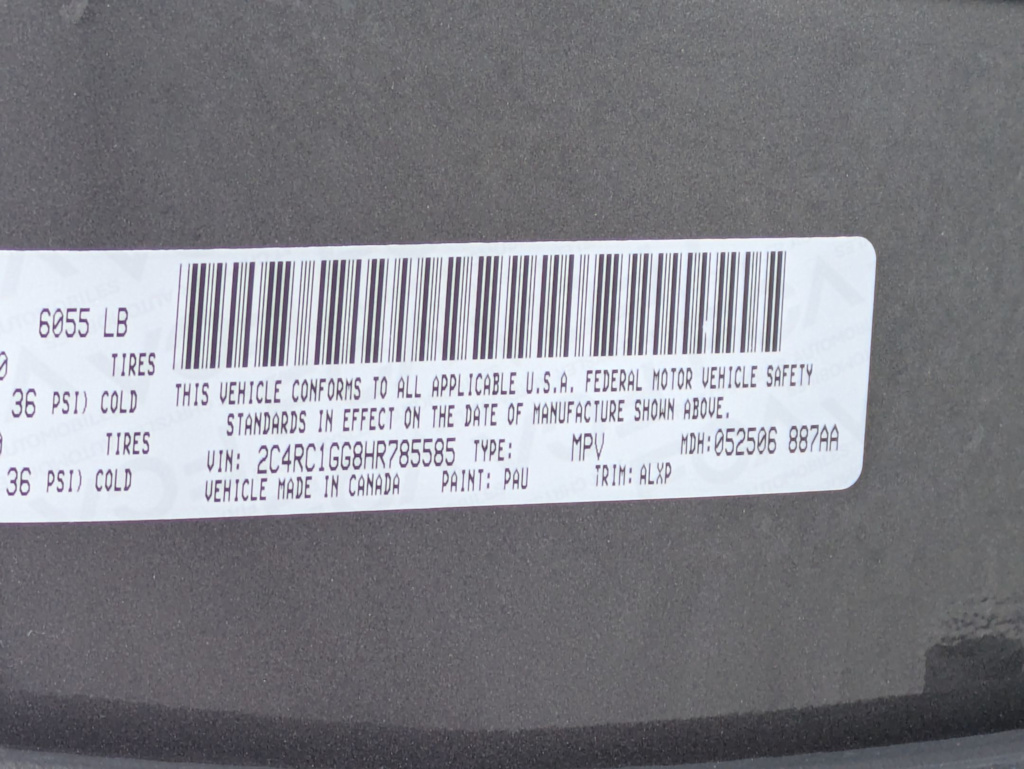 6055 LB
TIRES
36 PSI) COLD
TIRES
36 PSI) COLD
THIS VEHICLE CONFORMS TO ALL APPLICABLE U.S.A. FEDERAL MOTOR VEHICLE SAFETY
STANDARDS IN EFFECT ON THE DATE OF MANUFACTURE SHOWN ABOVE.
VIN: 2C4RC1GG8HR785585 TYPE: MPV MDH:052506 887AA
VEHICLE MADE IN CANADA PAINT: PAU TRIM: ALXP